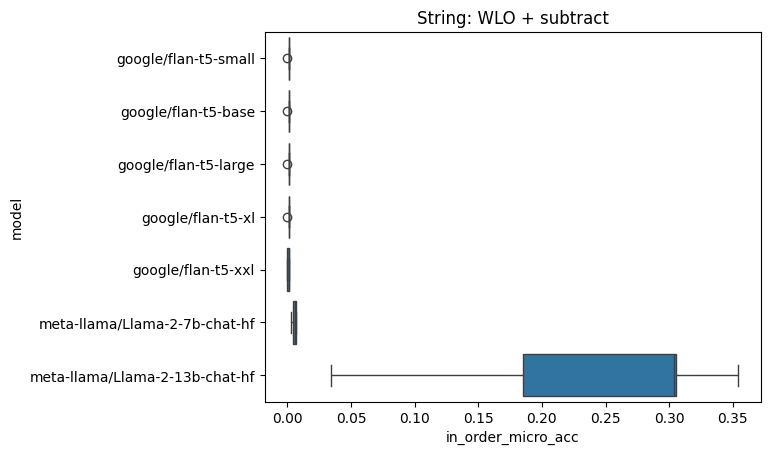 String: WLO + subtract
google/flan-t5-small
google/flan-t5-base
google/flan-t5-large
google/flan-t5-xl
google/flan-t5-xxl
meta-llama/Llama-2-7b-chat-hf
meta-llama/Llama-2-13b-chat-hf
model
0.00 0.05 0.10 0.15 0.20 0.25 0.30 0.35
in_order_micro_acc